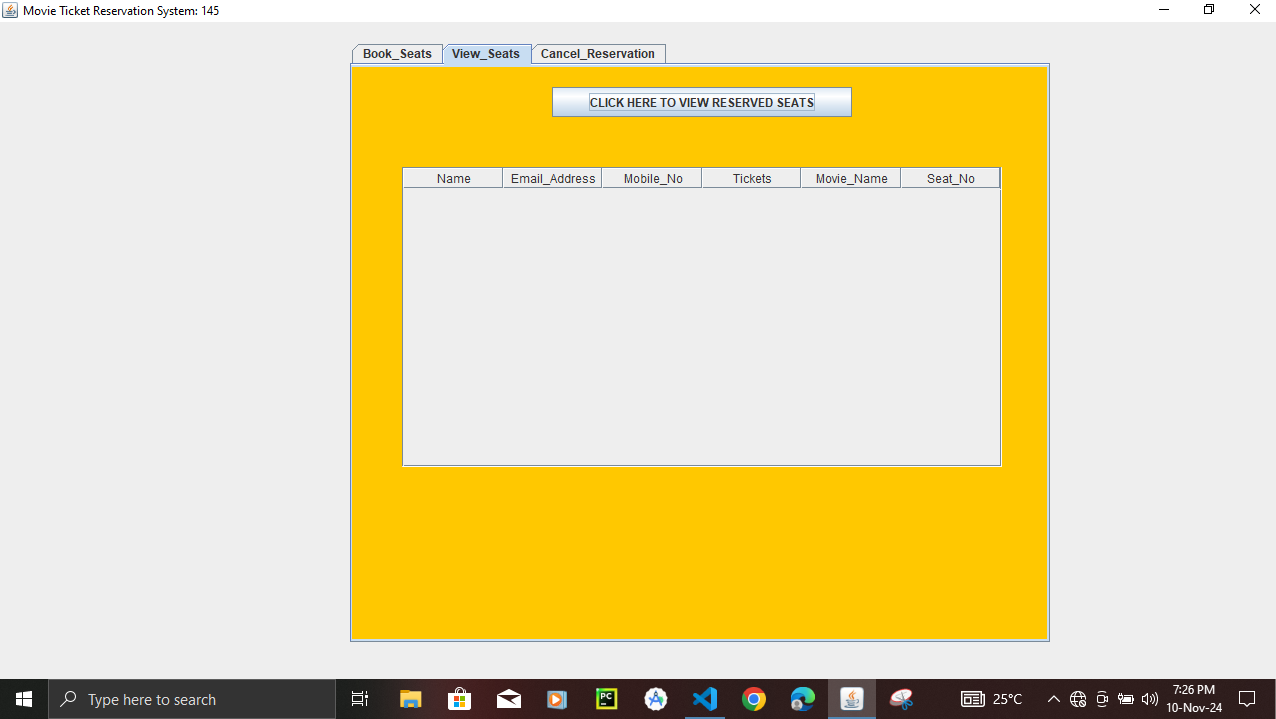 Movie Ticket Reservation System: 145
Book_Seats View_Seats Cancel_Reservation
CLICK HERE TO VIEW RESERVED SEATS
Name Email_Address Mobile_No Tickets Movie_Name Seat_No
Type here to search
PC
25°C
7:26 PM
10-Nov-24